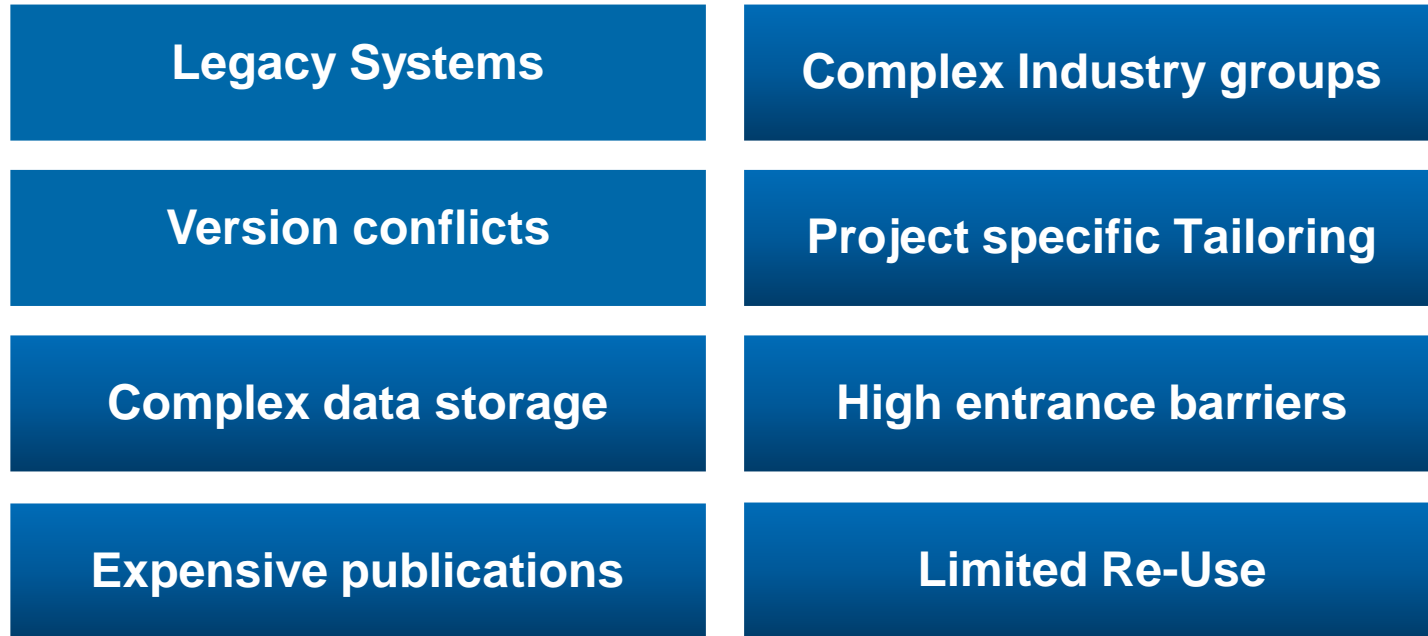 Legacy Systems
Complex Industry groups
Version conflicts
Project specific Tailoring
Complex data storage
High entrance barriers
Expensive publications
Limited Re-Use